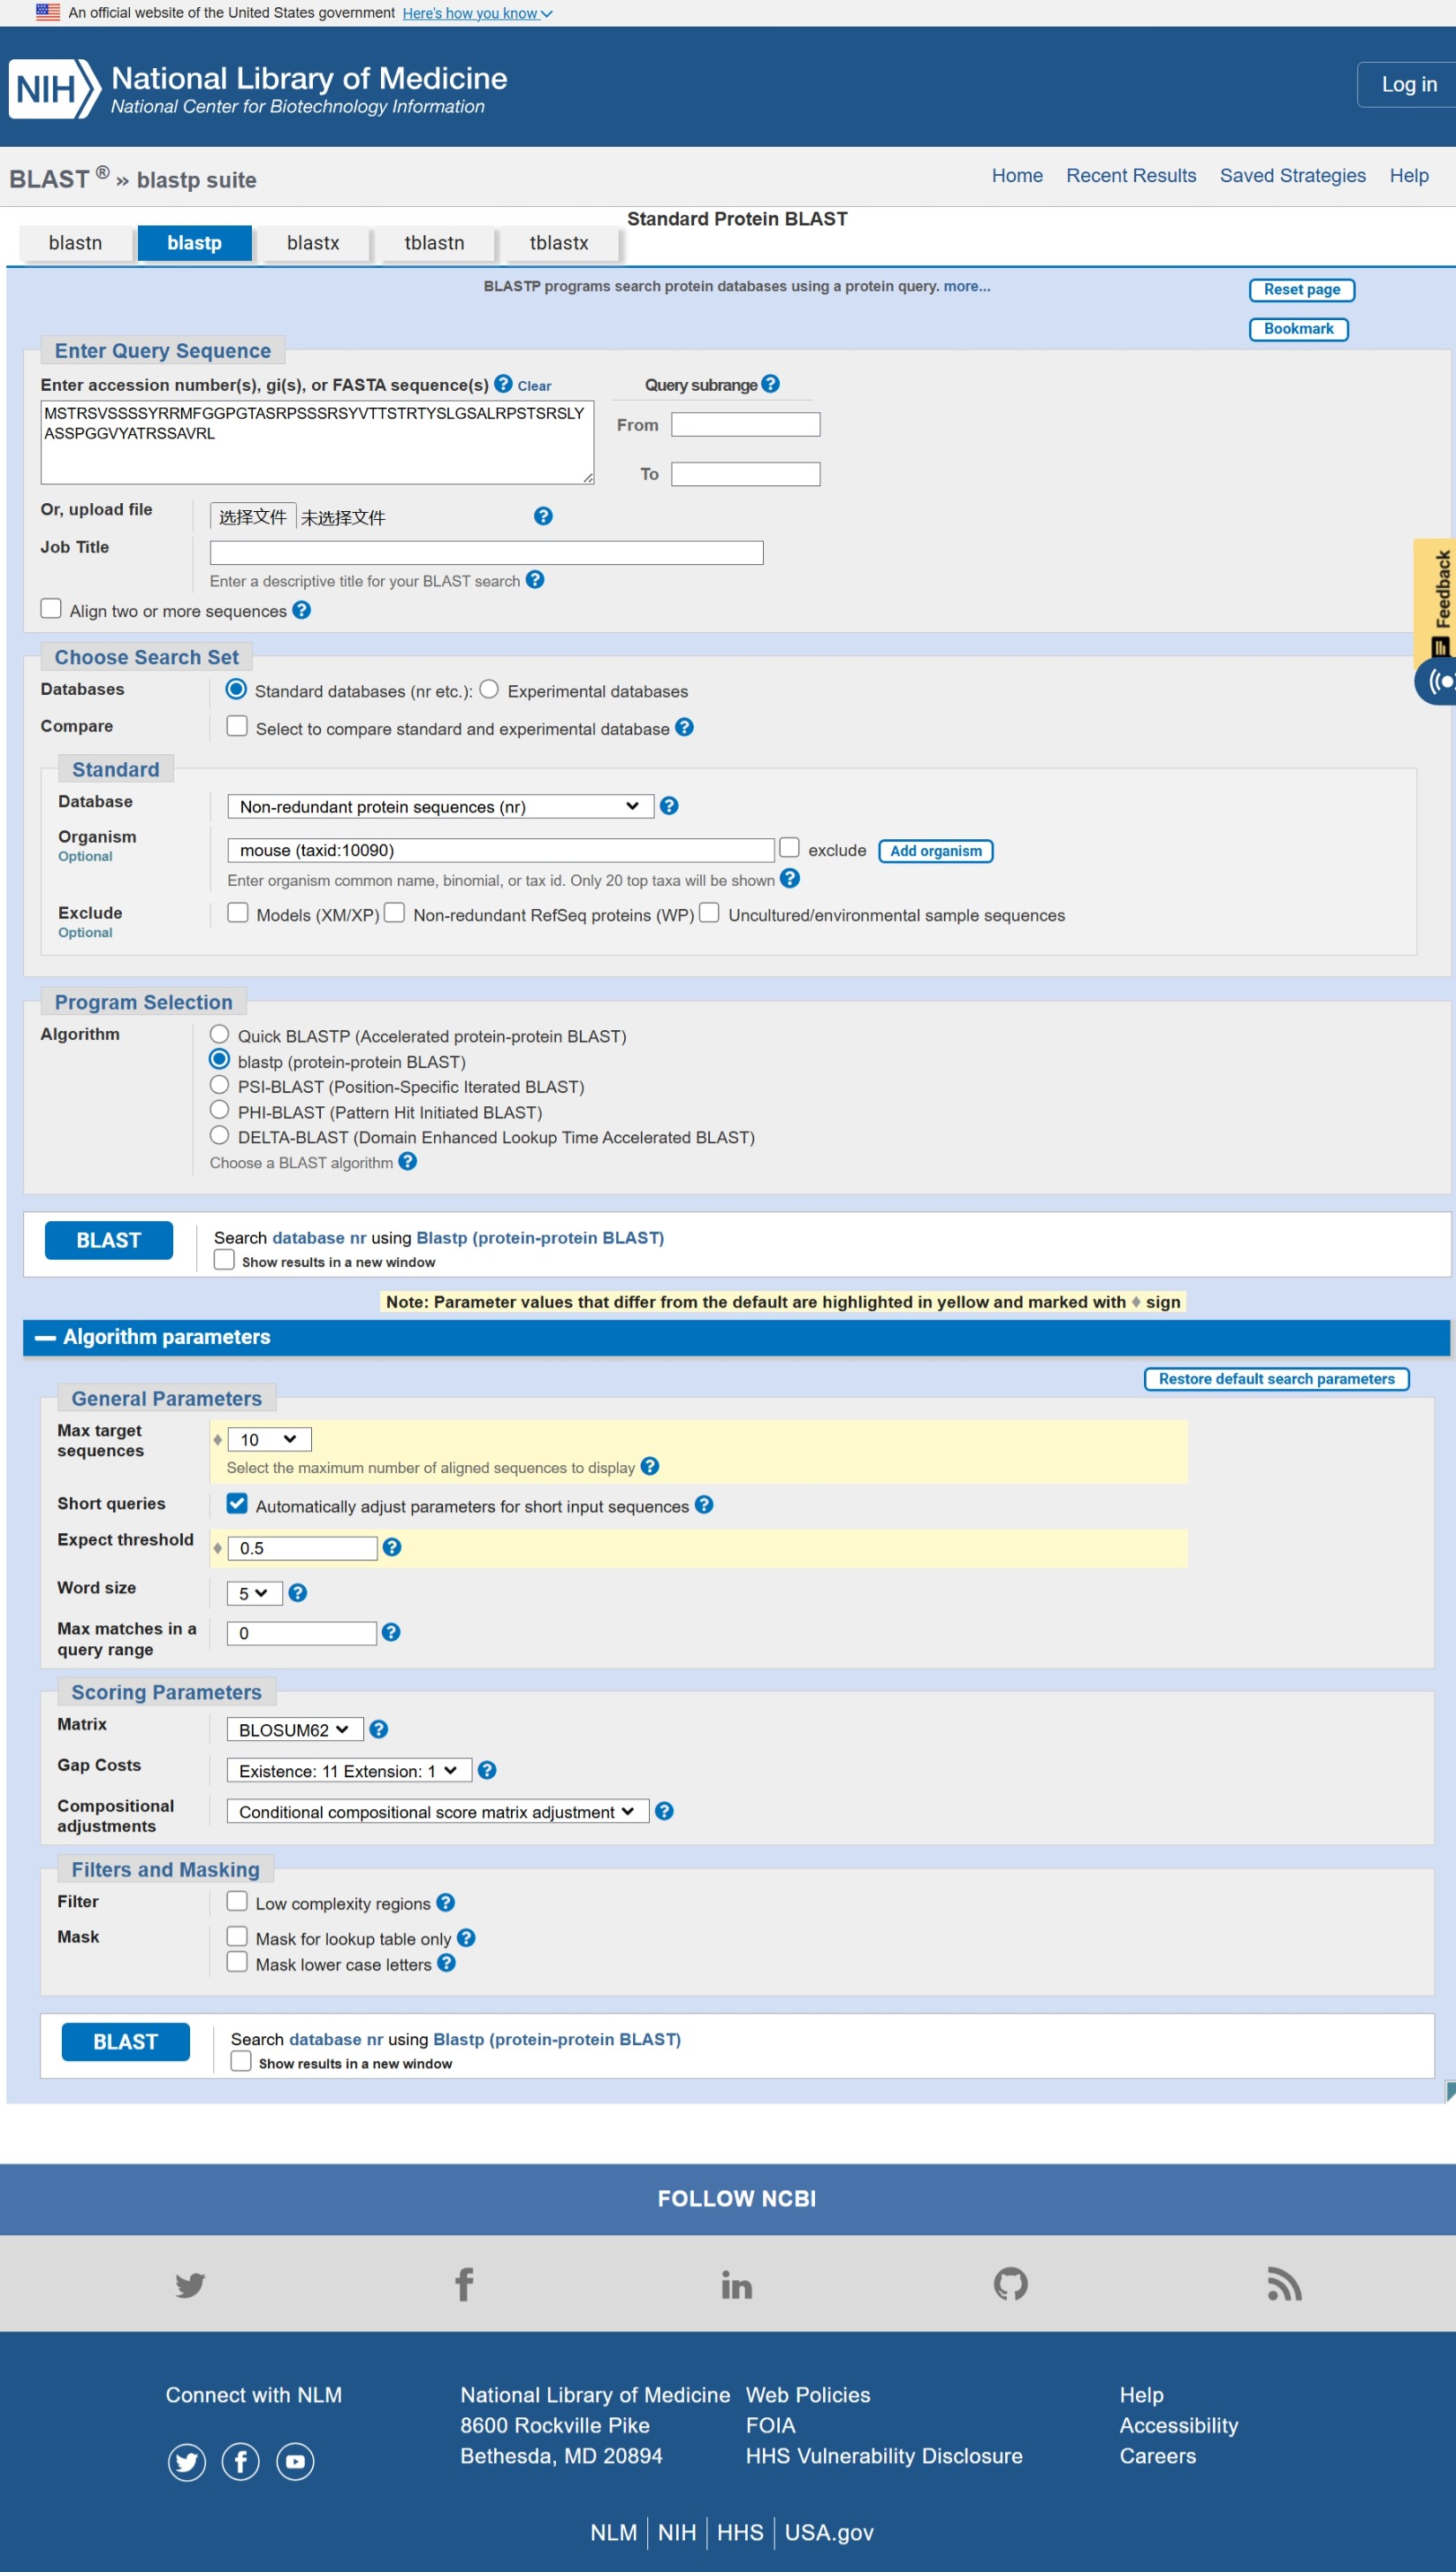 An official website of the United States government Here's how you know
NIH National Library of Medicine
National Center for Biotechnology Information
Log in
BLAST ® » blastp suite
Home Recent Results Saved Strategies Help
Standard Protein BLAST
blastn blastp blastx tblastn tblastx
BLASTP programs search protein databases using a protein query. more...
Reset page
Bookmark
Enter Query Sequence
Enter accession number(s), gi(s), or FASTA sequence(s) ? Clear
Query subrange ?
MSTRSVSSSSYRRMFGGPGTASRPSSSRSYVTTSTRTYSLGSALRPSTSRSLY
ASSPGGVYATRSSAVRL
From
To
Or, upload file 选择文件 未选择文件 ?
Job Title
Enter a descriptive title for your BLAST search ?
Align two or more sequences ?
Feedback
Choose Search Set
Databases Standard databases (nr etc.): Experimental databases
Compare Select to compare standard and experimental database ?
Standard
Database Non-redundant protein sequences (nr) ?
Organism
Optional
mouse (taxid:10090) exclude Add organism
Enter organism common name, binomial, or tax id. Only 20 top taxa will be shown ?
Exclude
Optional
Models (XM/XP) Non-redundant RefSeq proteins (WP) Uncultured/environmental sample sequences
Program Selection
Algorithm
Quick BLASTP (Accelerated protein-protein BLAST)
blastp (protein-protein BLAST)
PSI-BLAST (Position-Specific Iterated BLAST)
PHI-BLAST (Pattern Hit Initiated BLAST)
DELTA-BLAST (Domain Enhanced Lookup Time Accelerated BLAST)
Choose a BLAST algorithm ?
BLAST
Search database nr using Blastp (protein-protein BLAST)
Show results in a new window
Note: Parameter values that differ from the default are highlighted in yellow and marked with ♦ sign
Algorithm parameters
Restore default search parameters
General Parameters
Max target
sequences
♦ 10
Select the maximum number of aligned sequences to display ?
Short queries Automatically adjust parameters for short input sequences ?
Expect threshold ♦ 0.5 ?
Word size 5 ?
Max matches in a
query range
0 ?
Scoring Parameters
Matrix BLOSUM62 ?
Gap Costs Existence: 11 Extension: 1 ?
Compositional
adjustments
Conditional compositional score matrix adjustment ?
Filters and Masking
Filter Low complexity regions ?
Mask Mask for lookup table only ?
Mask lower case letters ?
BLAST
Search database nr using Blastp (protein-protein BLAST)
Show results in a new window
FOLLOW NCBI
Connect with NLM
National Library of Medicine
8600 Rockville Pike
Bethesda, MD 20894
Web Policies
FOIA
HHS Vulnerability Disclosure
Help
Accessibility
Careers
NLM NIH HHS USA.gov